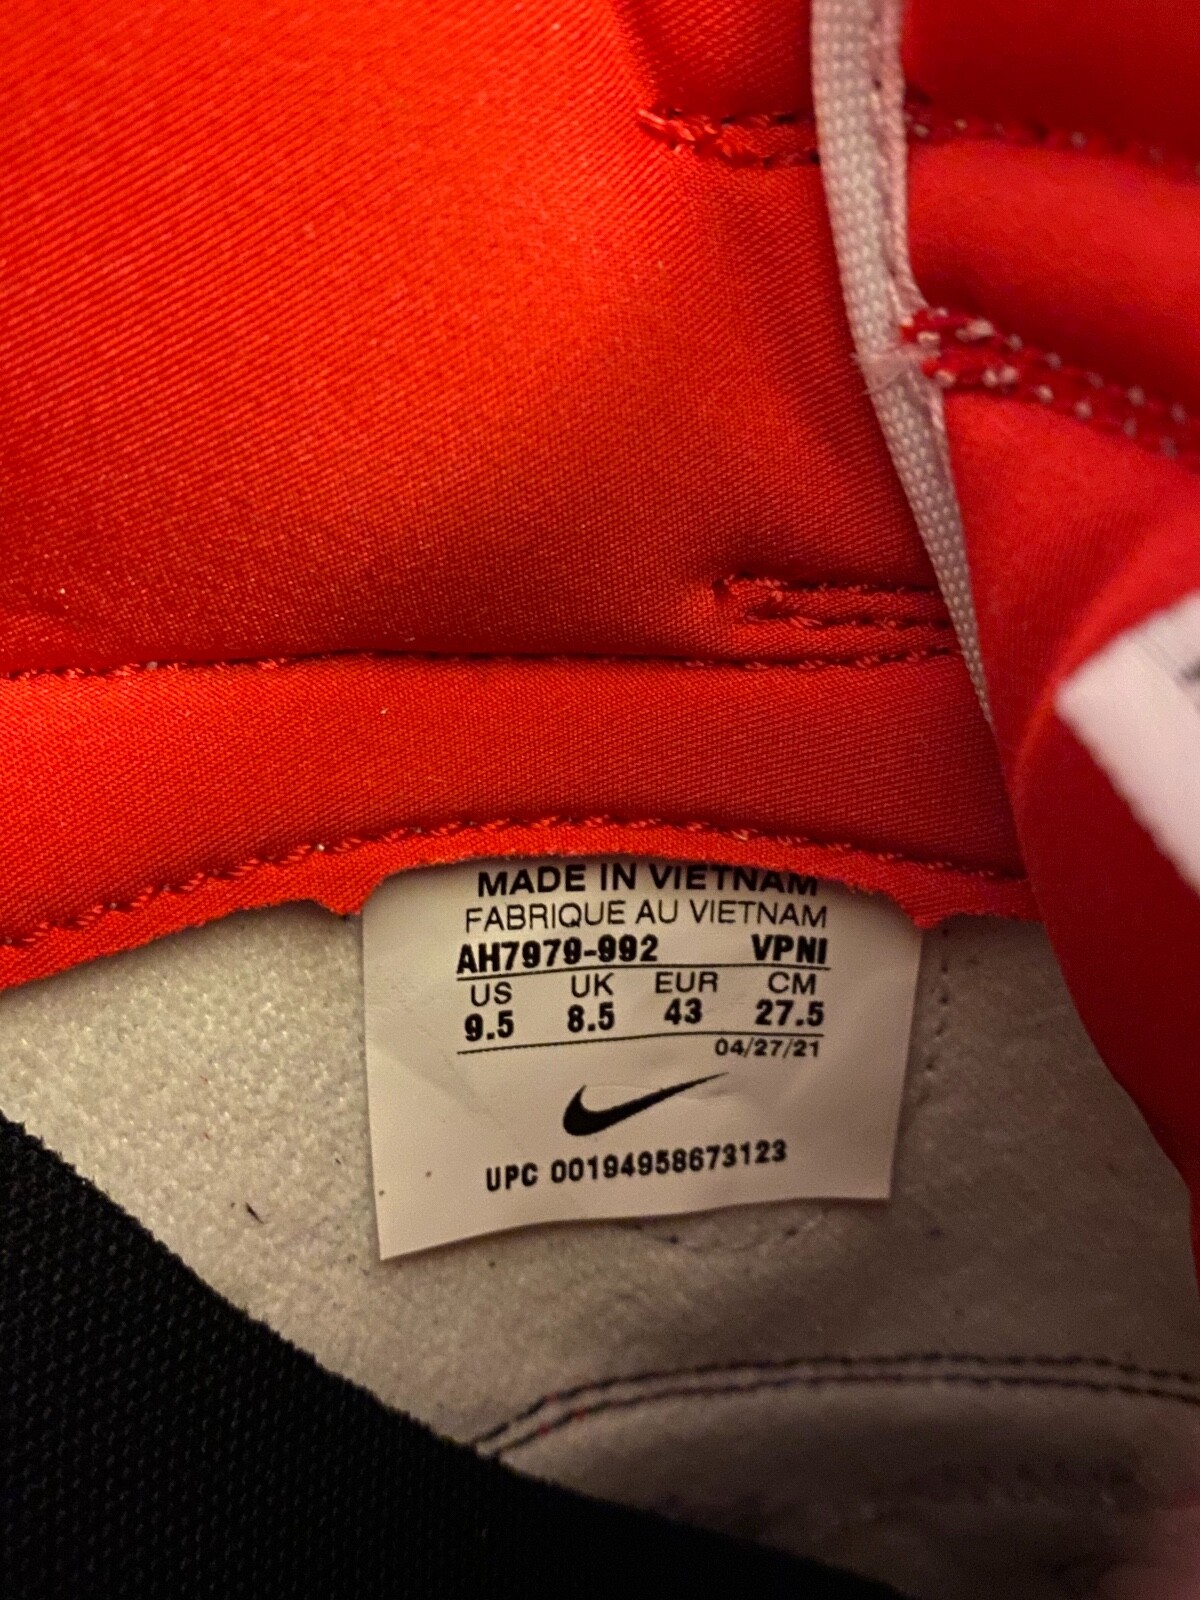 MADE IN VIETNAM
FABRIQUE AU VIETNAM
AH7979-992 VPNI
US UK EUR CM
9.5 8.5 43 27.5
04/27/21
UPC 00194958673123